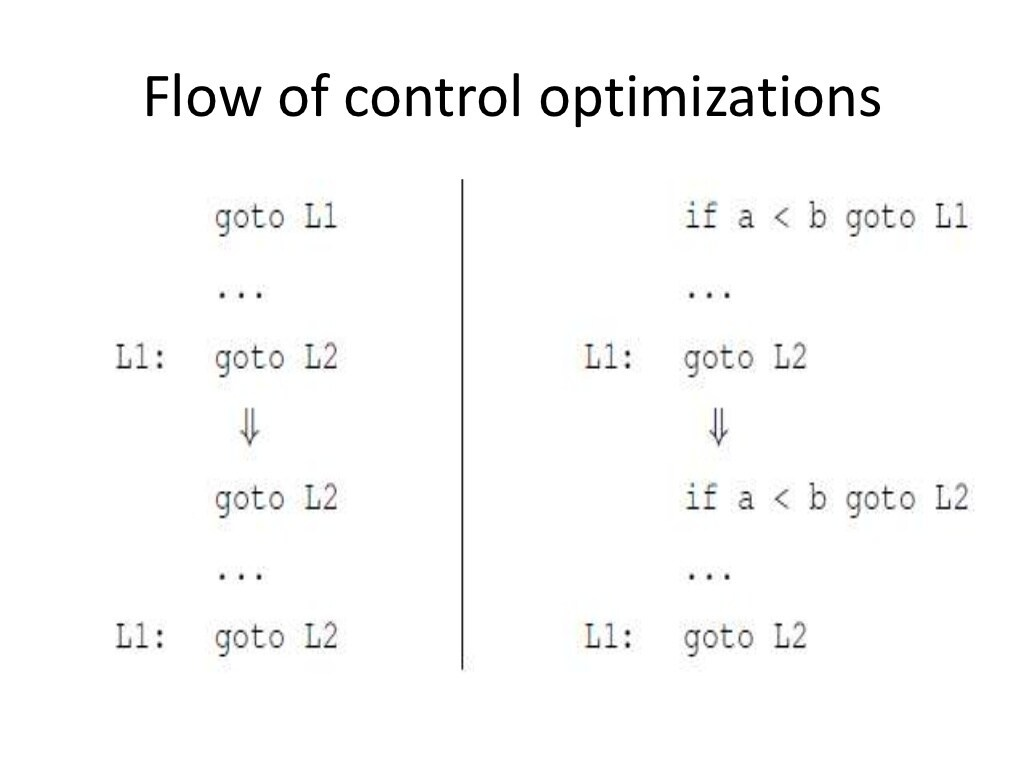 Flow of control optimizations
goto L1
...
L1: goto L2
⇓
goto L2
...
L1: goto L2
if a < b goto L1
...
L1: goto L2
⇓
if a < b goto L2
...
L1: goto L2